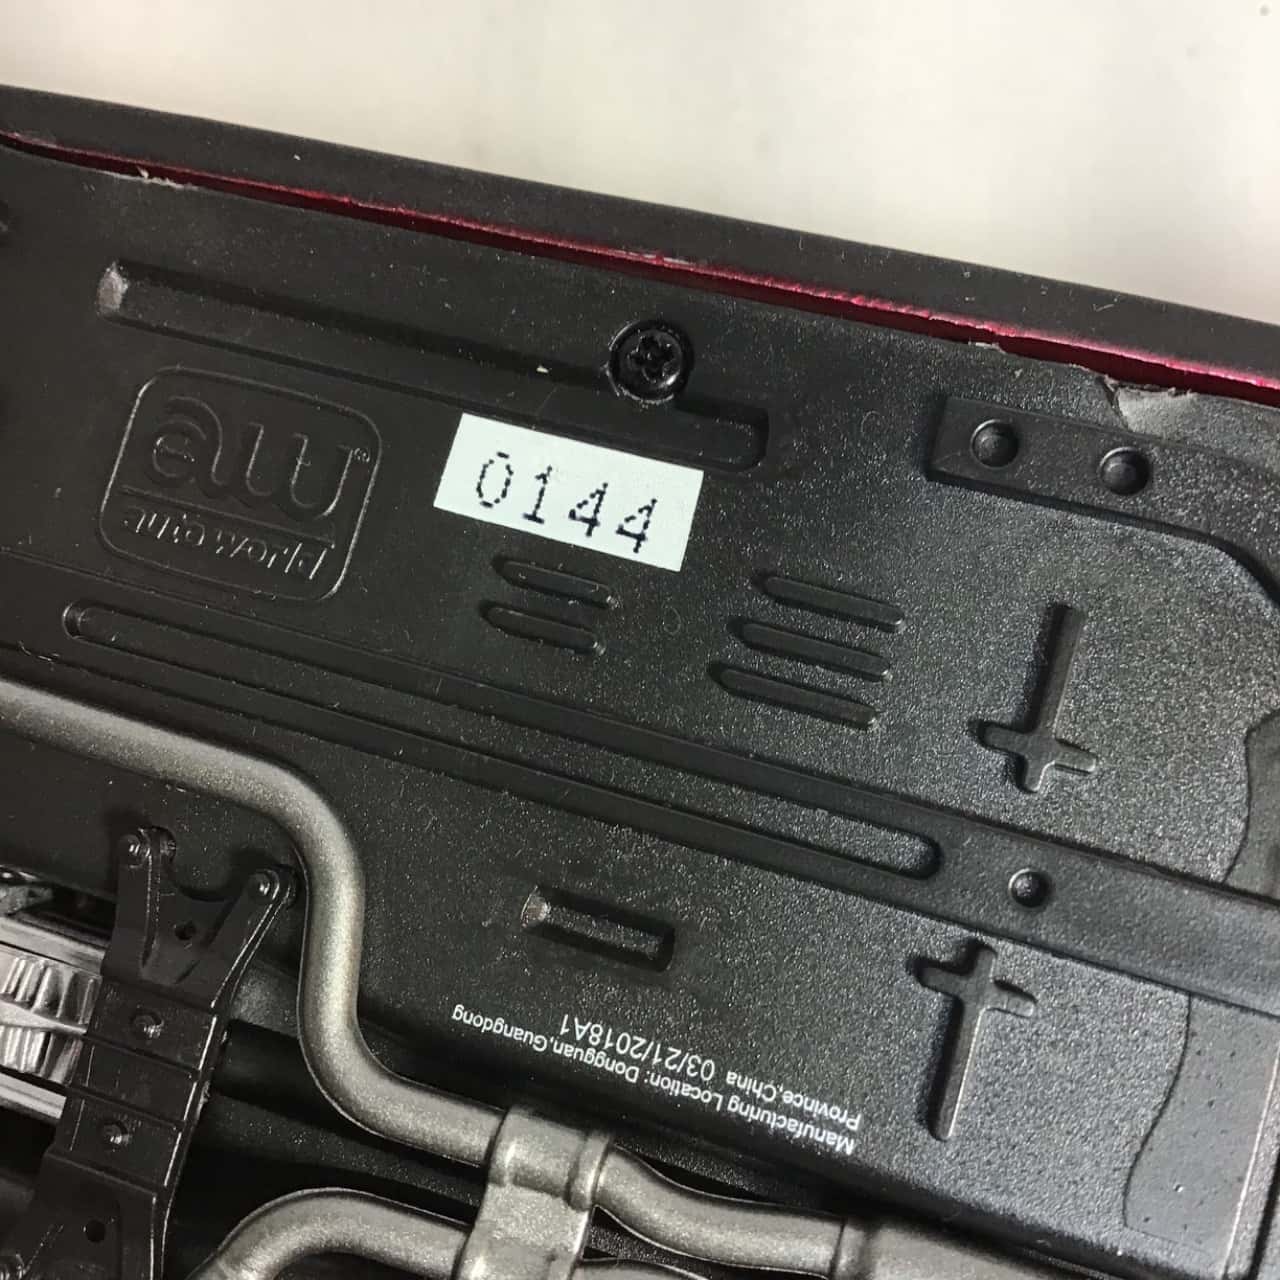 aw®
auto world
0144
Manufacturing Location: Dongguan,Guangdong
Province,China 03/21/2018A1